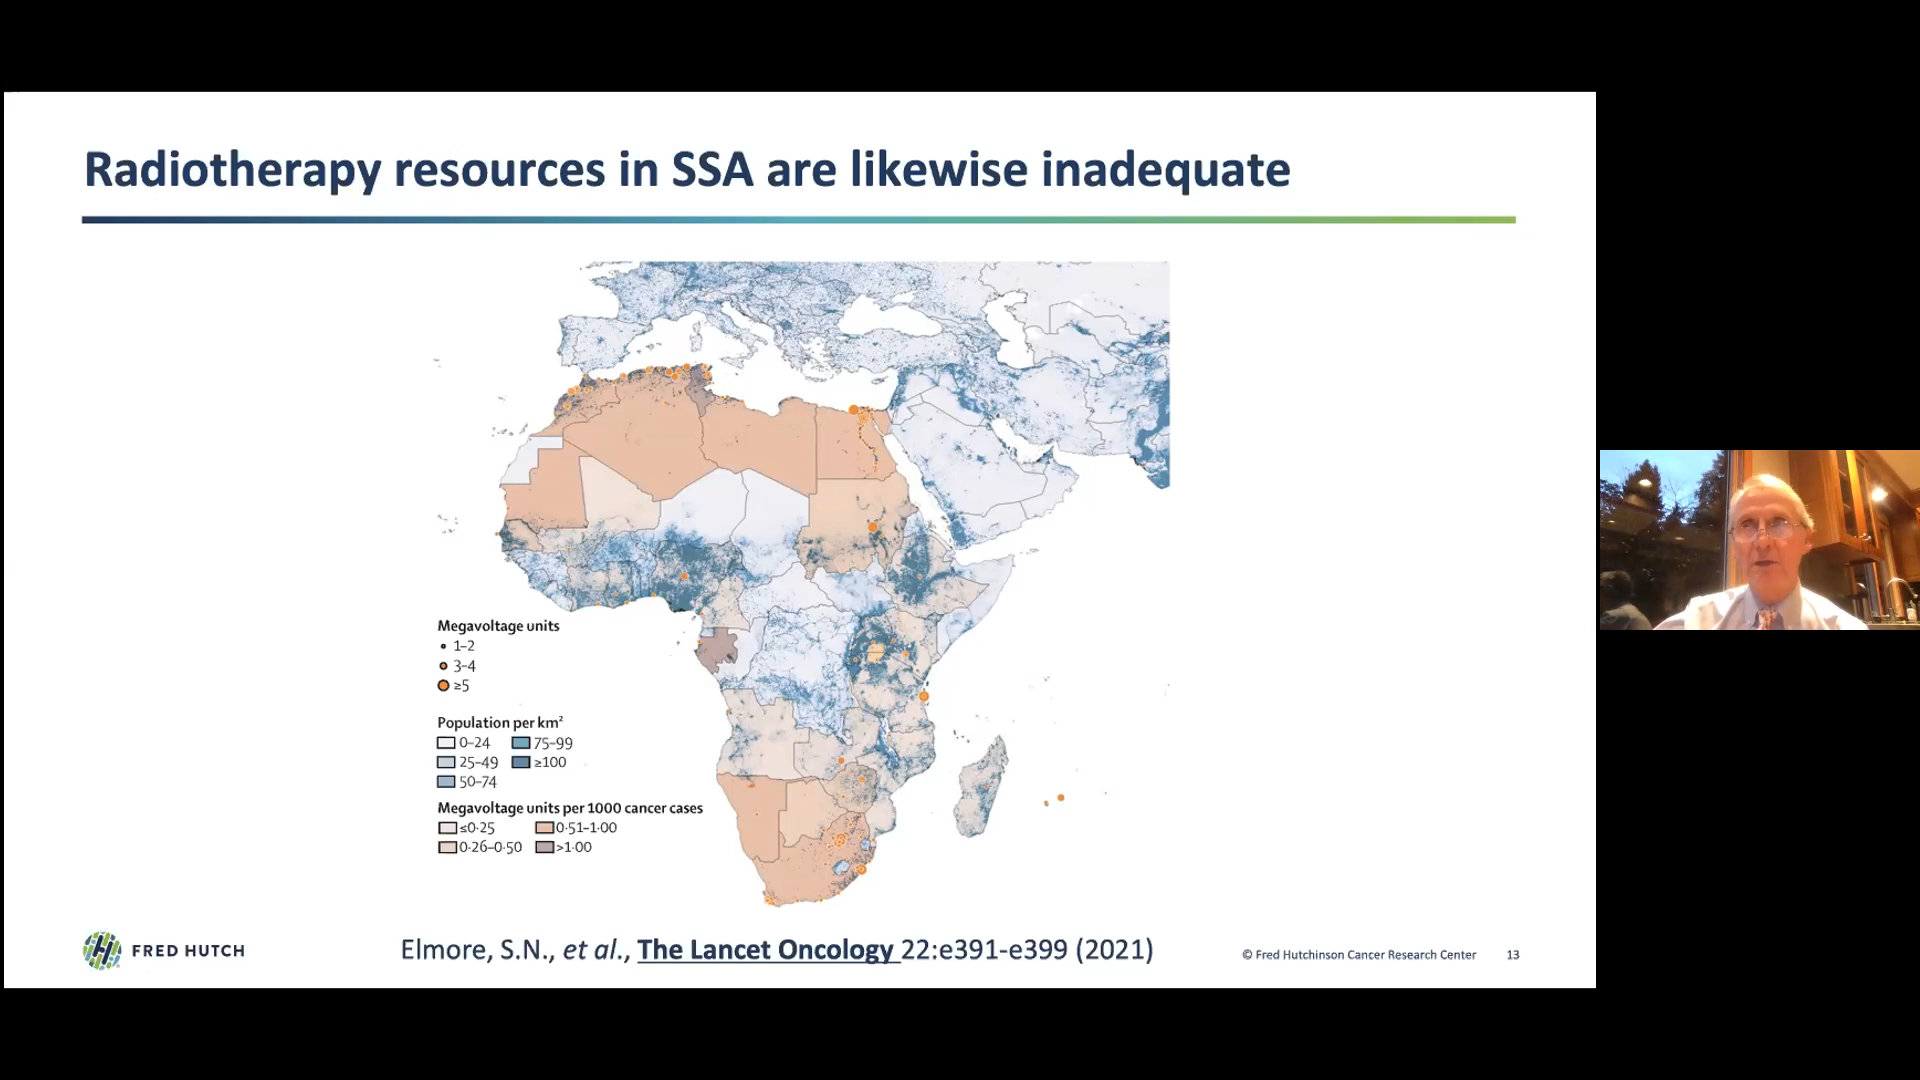 Radiotherapy resources in SSA are likewise inadequate
Megavoltage units
1–2
3–4
≥5
Population per km²
0–24 75–99
25–49 ≥100
50–74
Megavoltage units per 1000 cancer cases
≤0·25 0·51–1·00
0·26–0·50 >1·00
FRED HUTCH
Elmore, S.N., et al., The Lancet Oncology 22:e391-e399 (2021)
© Fred Hutchinson Cancer Research Center 13